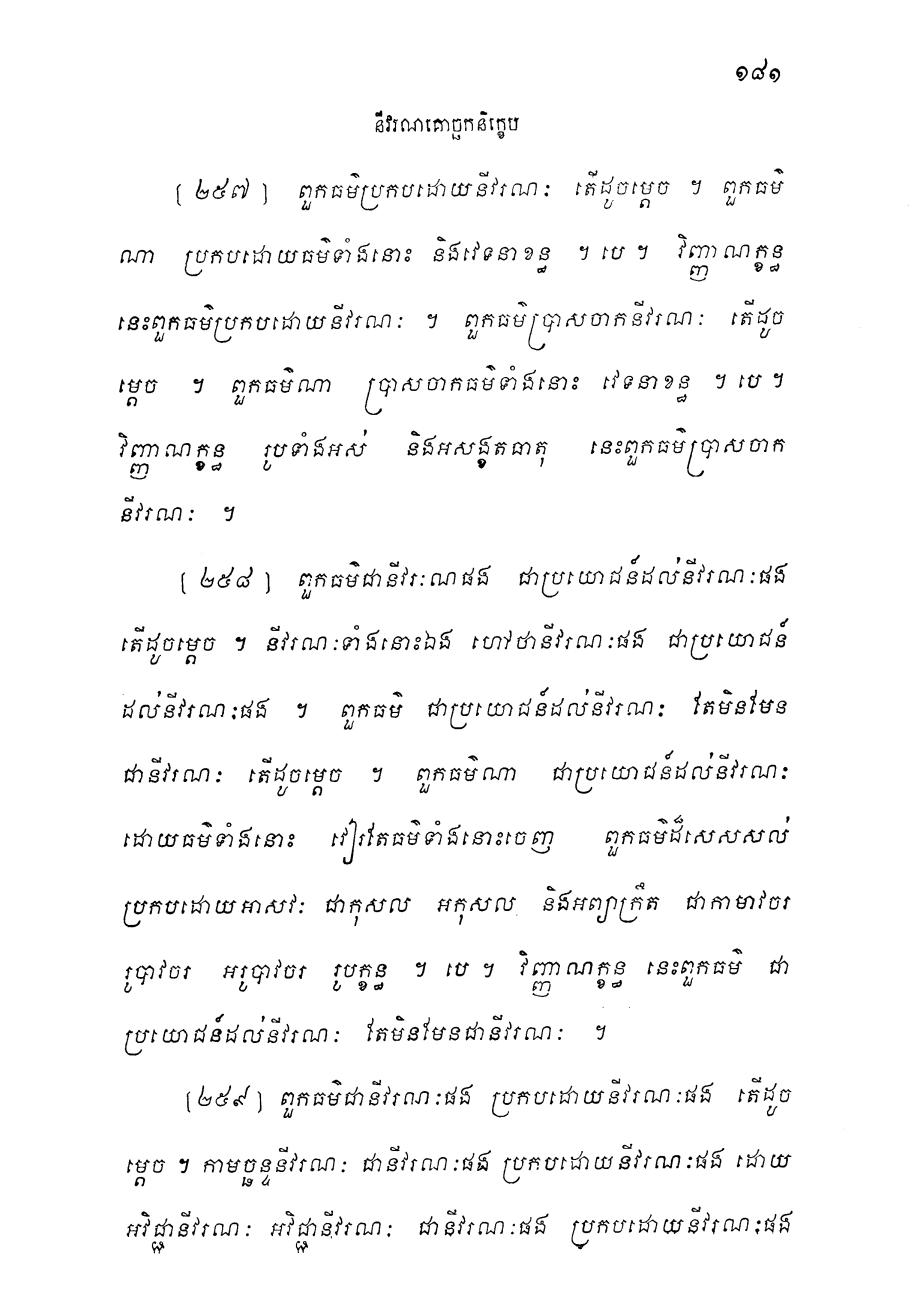 ១៨១
នីវរណគោច្ឆកនិក្ខេប
[ ២៥៧ ] ពួកធម៌ប្រកបដោយនីវរណៈ តើដូចម្តេច ។ ពួកធម៌
ណា ប្រកបដោយធម៌ទាំងនោះ និងវេទនាខន្ធ ។ បេ ។ វិញ្ញាណក្ខន្ធ
នេះពួកធម៌ប្រកបដោយនីវរណៈ ។ ពួកធម៌ប្រាសចាកនីវរណៈ តើដូច
ម្តេច ។ ពួកធម៌ណា ប្រាសចាកធម៌ទាំងនោះ វេទនាខន្ធ ។ បេ ។
វិញ្ញាណក្ខន្ធ រូបទាំងអស់ និងអសង្ខតធាតុ នេះពួកធម៌ប្រាសចាក
នីវរណៈ ។
[ ២៥៨ ] ពួកធម៌ជានីវរៈណផង ជាប្រយោជន៍ដល់នីវរណៈផង
តើដូចម្តេច ។ នីវរណៈទាំងនោះឯង ហៅថានីវរណៈផង ជាប្រយោជន៍
ដល់នីវរណៈផង ។ ពួកធម៌ ជាប្រយោជន៍ដល់នីវរណៈ តែមិនមែន
ជានីវរណៈ តើដូចម្តេច ។ ពួកធម៌ណា ជាប្រយោជន៍ដល់នីវរណៈ
ដោយធម៌ទាំងនោះ វៀរតែធម៌ទាំងនោះចេញ ពួកធម៌ដ៏សេសសល់
ប្រកបដោយអាសវៈ ជាកុសល អកុសល និងអព្យាក្រឹត ជាកាមាវចរ
រូបាវចរ អរូបាវចរ រូបក្ខន្ធ ។ បេ ។ វិញ្ញាណក្ខន្ធ នេះពួកធម៌ ជា
ប្រយោជន៍ដល់នីវរណៈ តែមិនមែនជានីវរណៈ ។
[ ២៥៩ ] ពួកធម៌ជានីវរណៈផង ប្រកបដោយនីវរណៈផង តើដូច
ម្តេច ។ កាមច្ឆន្ទនីវរណៈ ជានីវរណៈផង ប្រកបដោយនីវរណៈផង ដោយ
អវិជ្ជានីវរណៈ អវិជ្ជានីវរណៈ ជានីវរណៈផង ប្រកបដោយនីវរណៈផង